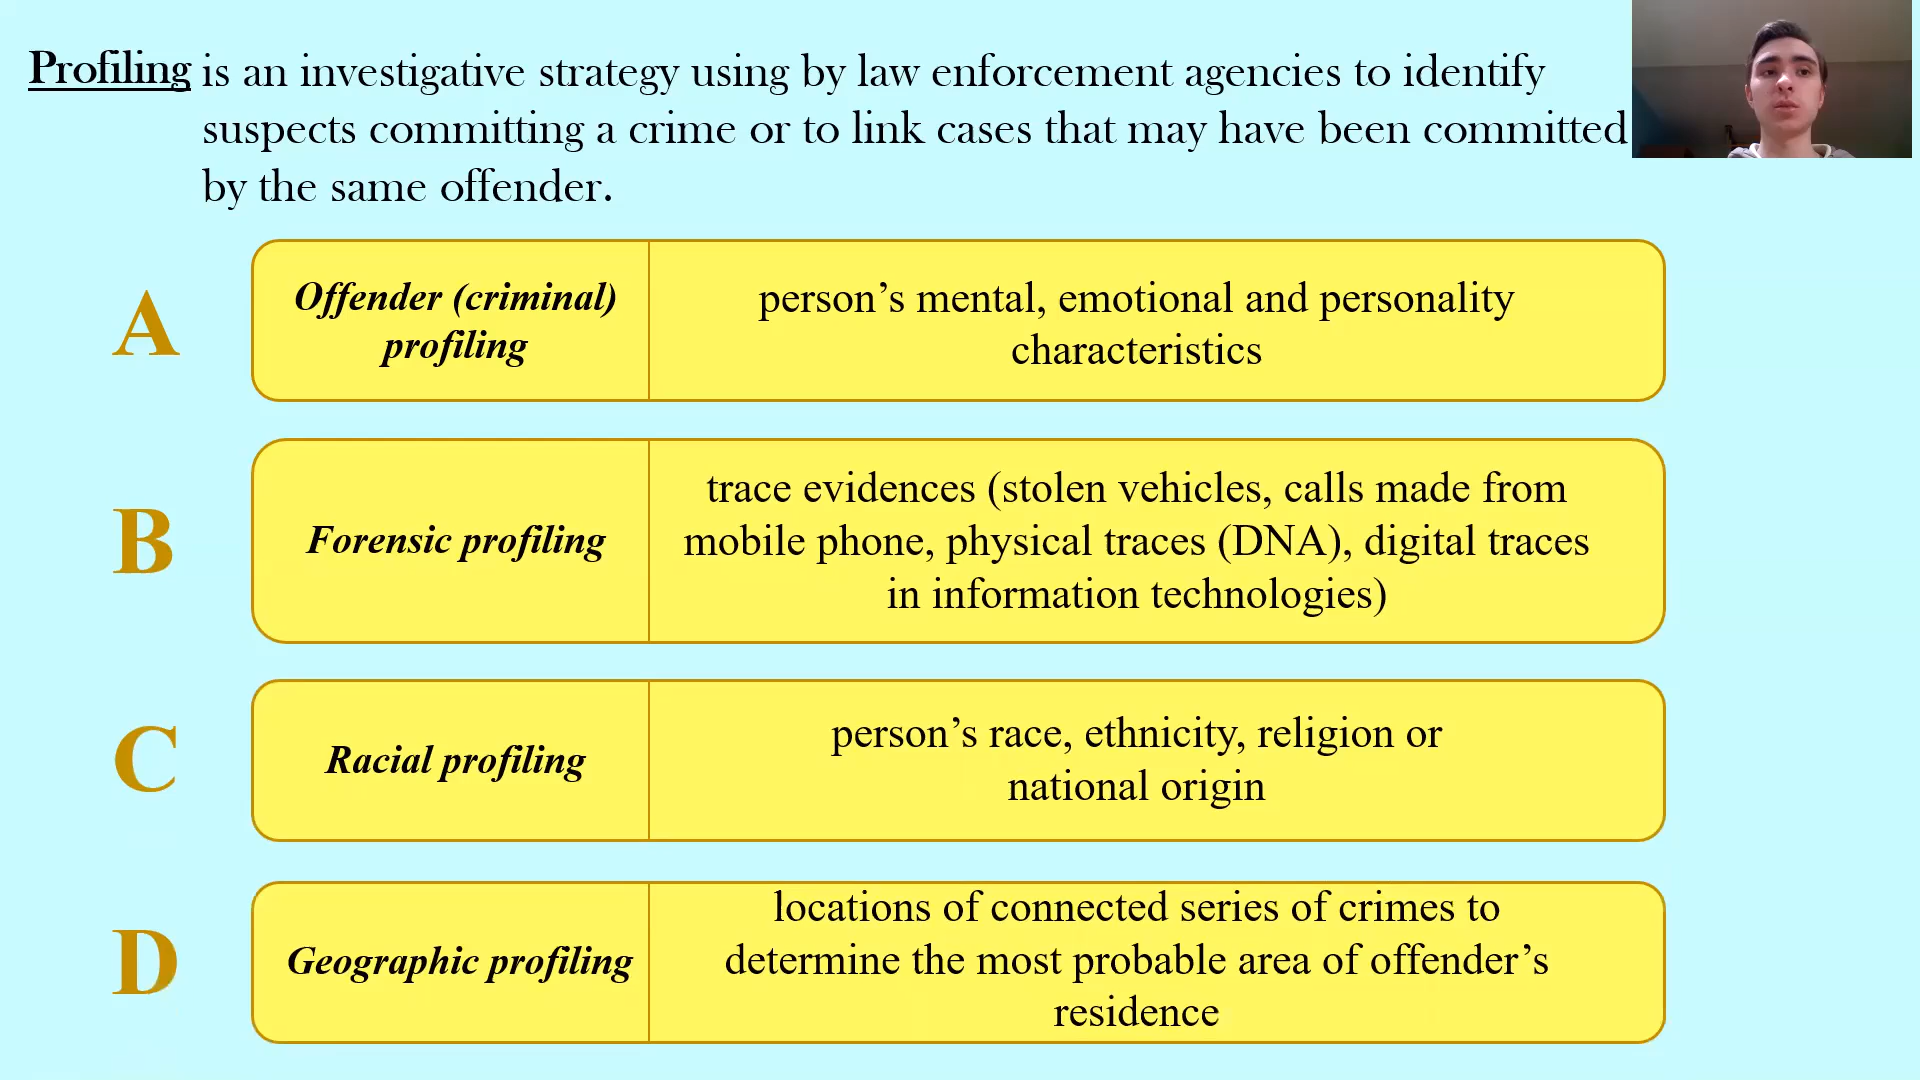 Profiling is an investigative strategy using by law enforcement agencies to identify
suspects committing a crime or to link cases that may have been committed
by the same offender.
A
Offender (criminal)
profiling
person’s mental, emotional and personality
characteristics
B
Forensic profiling
trace evidences (stolen vehicles, calls made from
mobile phone, physical traces (DNA), digital traces
in information technologies)
C
Racial profiling
person’s race, ethnicity, religion or
national origin
D
Geographic profiling
locations of connected series of crimes to
determine the most probable area of offender’s
residence